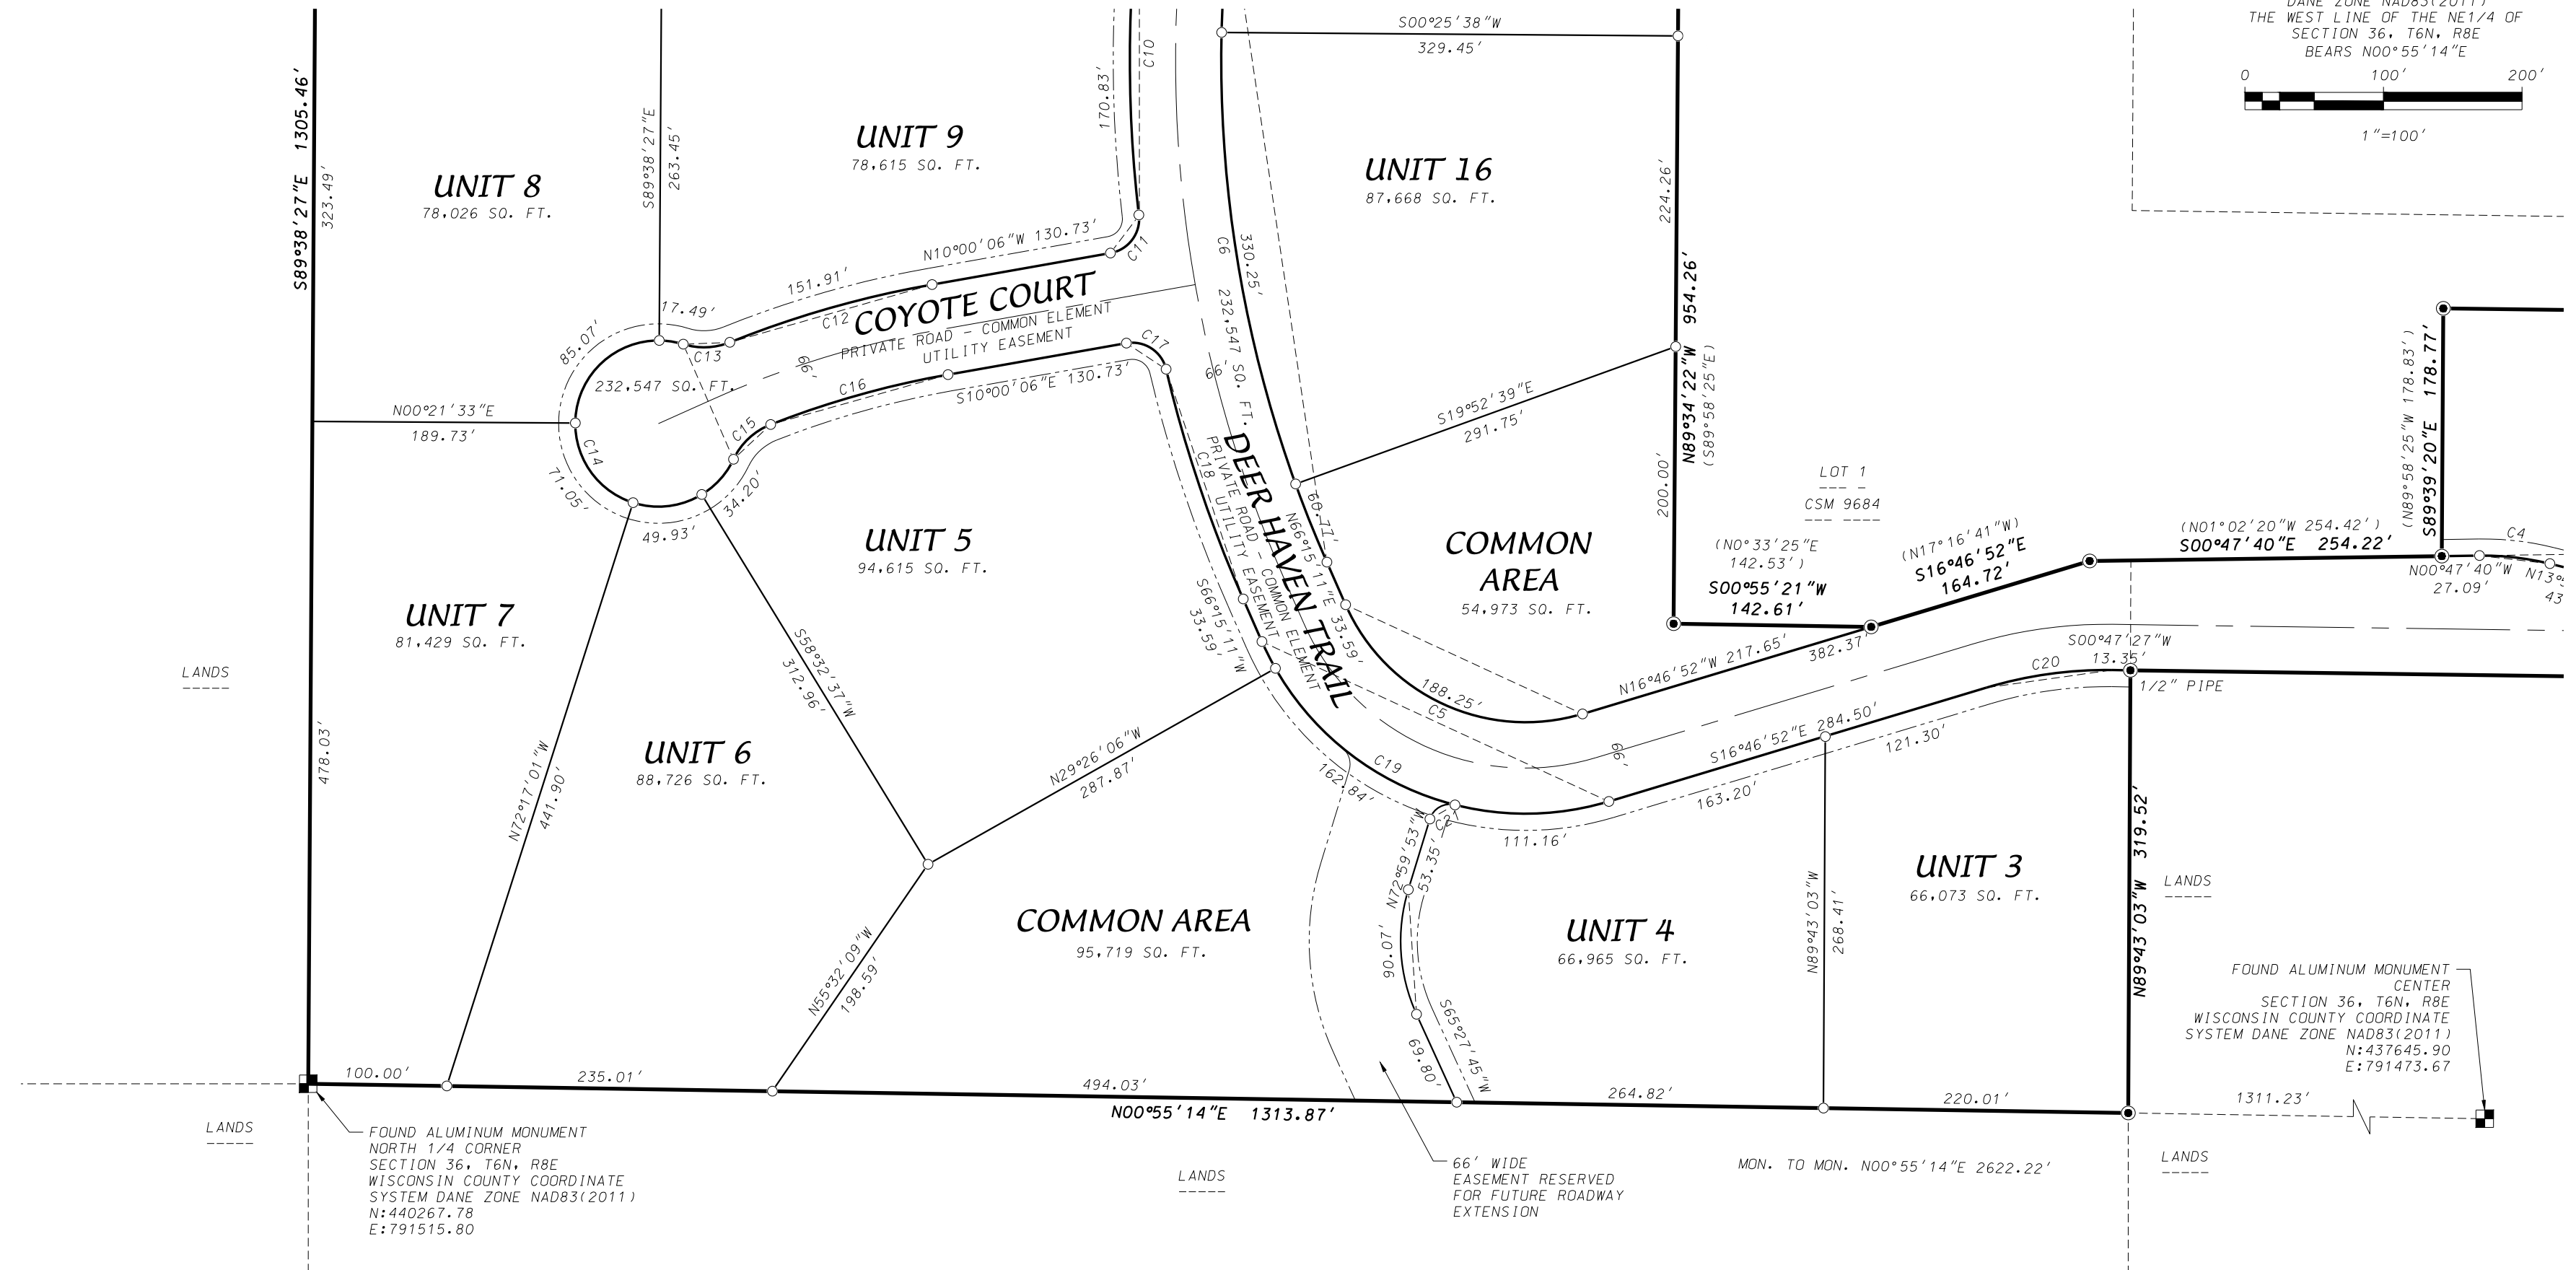 DANE ZONE NAD83(2011)
THE WEST LINE OF THE NE1/4 OF
SECTION 36, T6N, R8E
BEARS N00°55'14"E
0 100' 200'
1"=100'
S89°38'27"E 1305.46'
323.49'
UNIT 8
78,026 SQ. FT.
S89°38'27"E
263.45'
UNIT 9
78,615 SQ. FT.
170.83'
C10
S00°25'38"W
329.45'
UNIT 16
87,668 SQ. FT.
224.26'
N10°00'06"W 130.73'
C11
151.91'
17.49'
C12
C13
COYOTE COURT
PRIVATE ROAD - COMMON ELEMENT
UTILITY EASEMENT
66'
85.07'
232,547 SQ. FT.
C14
C15
C16
C17
S10°00'06"E 130.73'
71.05'
49.93'
34.20'
N00°21'33"E
189.73'
C6
330.25'
232,547 SQ. FT.
66'
DEER HAVEN TRAIL
PRIVATE ROAD - COMMON ELEMENT
UTILITY EASEMENT
C18
S19°52'39"E
291.75'
60.77'
N66°15'11"E 33.59'
S66°15'11"W
33.59'
N89°34'22"W 954.26'
(S89°58'25"E)
200.00'
COMMON
AREA
54,973 SQ. FT.
LOT 1
--- -
CSM 9684
--- ----
(N0°33'25"E
142.53')
S00°55'21"W
142.61'
(N17°16'41"W)
S16°46'52"E
164.72'
(N01°02'20"W 254.42')
S00°47'40"E 254.22'
(N89°58'25"W 178.83')
S89°39'20"E 178.77'
C4
N00°47'40"W
27.09'
N13°
43
UNIT 5
94,615 SQ. FT.
UNIT 7
81,429 SQ. FT.
UNIT 6
88,726 SQ. FT.
S58°32'37"W
312.96'
N72°17'01"W
441.90'
N29°26'06"W
287.87'
N55°32'09"W
198.59'
LANDS
-----
478.03'
188.25'
C5
N16°46'52"W 217.65'
382.37'
66'
S16°46'52"E 284.50'
S00°47'27"W
13.35'
C20
1/2" PIPE
121.30'
163.20'
C19
162.84'
C21
111.16'
N72°59'53"W
53.35'
90.07'
S65°27'45"W
69.80'
COMMON AREA
95,719 SQ. FT.
UNIT 4
66,965 SQ. FT.
N89°43'03"W
268.41'
UNIT 3
66,073 SQ. FT.
N89°43'03"W 319.52'
LANDS
-----
FOUND ALUMINUM MONUMENT
CENTER
SECTION 36, T6N, R8E
WISCONSIN COUNTY COORDINATE
SYSTEM DANE ZONE NAD83(2011)
N:437645.90
E:791473.67
100.00'
235.01'
494.03'
264.82'
220.01'
1311.23'
N00°55'14"E 1313.87'
LANDS
-----
FOUND ALUMINUM MONUMENT
NORTH 1/4 CORNER
SECTION 36, T6N, R8E
WISCONSIN COUNTY COORDINATE
SYSTEM DANE ZONE NAD83(2011)
N:440267.78
E:791515.80
LANDS
-----
66' WIDE
EASEMENT RESERVED
FOR FUTURE ROADWAY
EXTENSION
MON. TO MON. N00°55'14"E 2622.22'
LANDS
-----